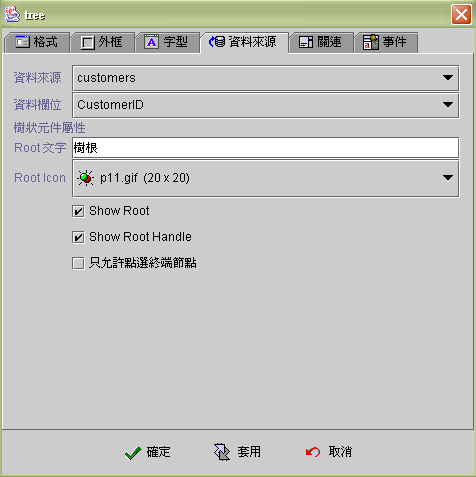 tree
格式 外框 字型 資料來源 關連 事件
資料來源 customers
資料欄位 CustomerID
樹狀元件屬性
Root 文字 樹根
Root Icon p11.gif (20 x 20)
Show Root
Show Root Handle
只允許點選終端節點
確定 套用 取消